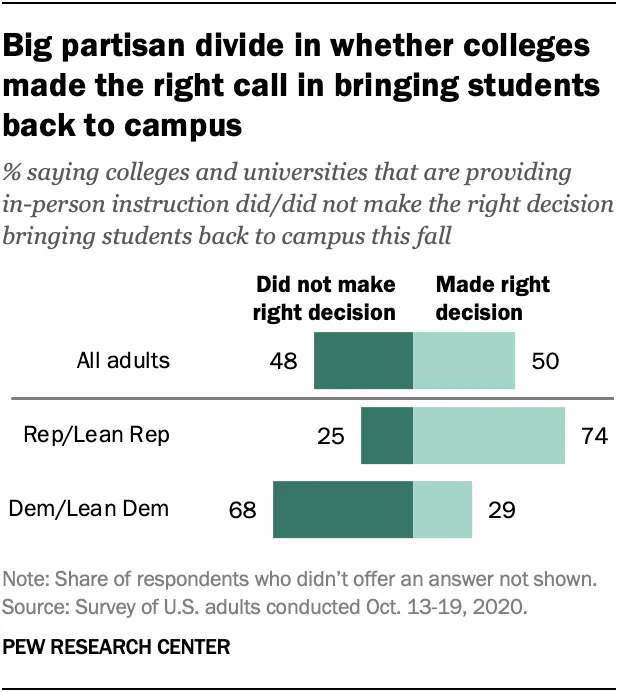 Big partisan divide in whether colleges
made the right call in bringing students
back to campus
% saying colleges and universities that are providing
in-person instruction did/did not make the right decision
bringing students back to campus this fall
Did not make
right decision
Made right
decision
All adults 48 50
Rep/Lean Rep 25 74
Dem/Lean Dem 68 29
Note: Share of respondents who didn’t offer an answer not shown.
Source: Survey of U.S. adults conducted Oct. 13-19, 2020.
PEW RESEARCH CENTER